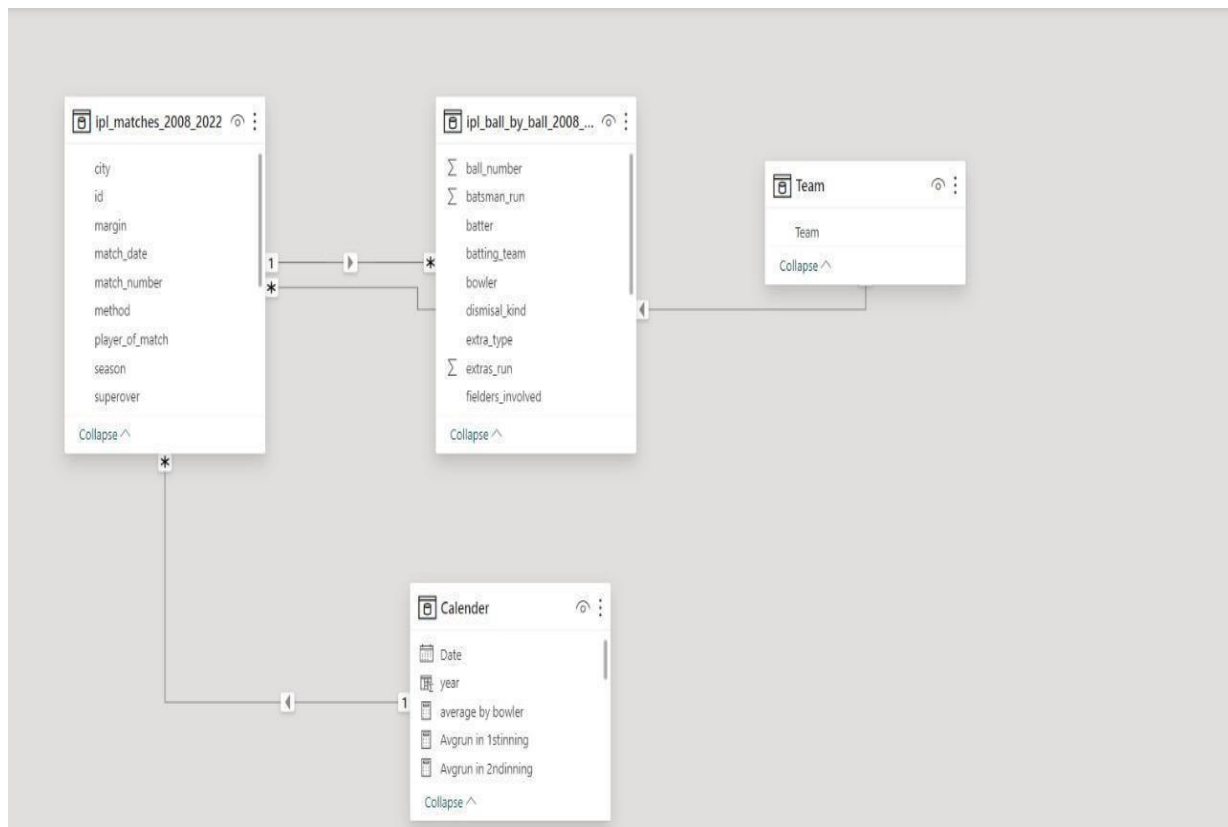 ipl_matches_2008_2022
city
id
margin
match_date
match_number
method
player_of_match
season
superover
Collapse
1
*
*
ipl_ball_by_ball_2008_...
Σ ball_number
Σ batsman_run
batter
batting_team
bowler
dismisal_kind
extra_type
Σ extras_run
fielders_involved
Collapse
Team
Team
Collapse
*
1
Calender
Date
year
average by bowler
Avgrun in 1stinning
Avgrun in 2ndinning
Collapse